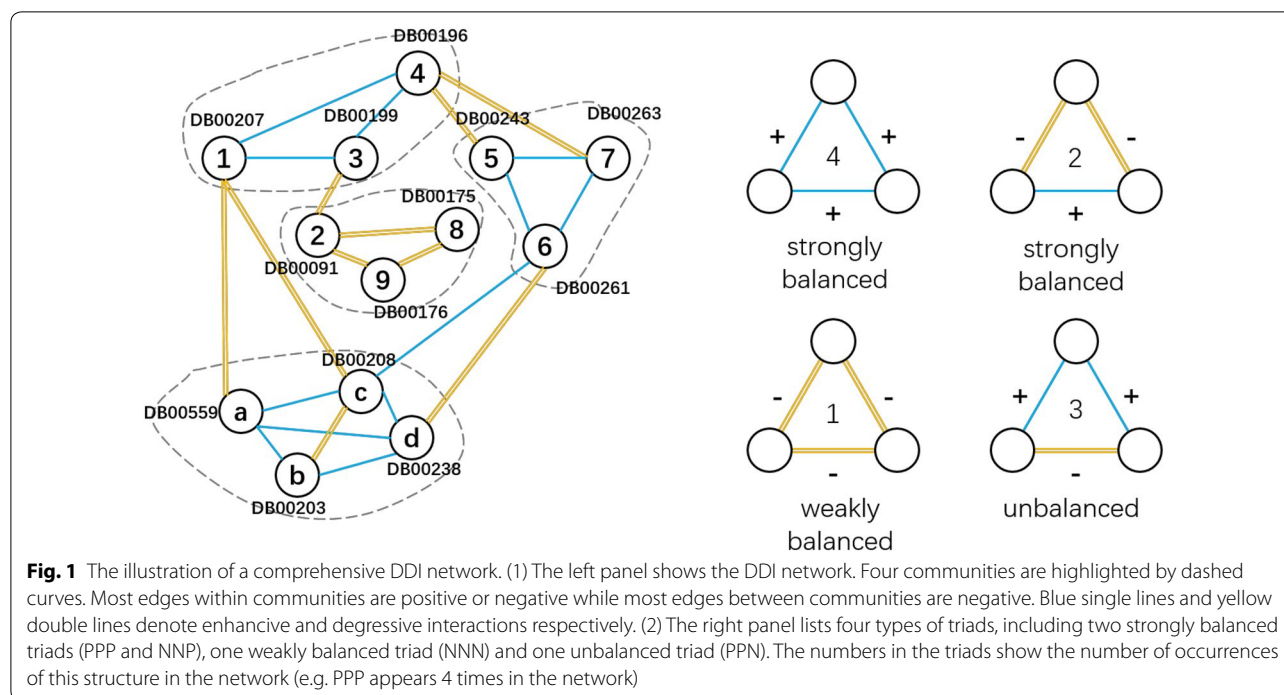 DB00196
4
DB00207
DB00199
DB00243
DB00263
1
3
5
7
DB00175
2
8
6
DB00091
9
DB00261
DB00176
DB00208
c
DB00559
a
d
DB00238
b
DB00203
+
+
4
+
strongly
balanced
-
-
2
+
strongly
balanced
-
-
1
-
weakly
balanced
+
+
3
-
unbalanced
Fig. 1 The illustration of a comprehensive DDI network. (1) The left panel shows the DDI network. Four communities are highlighted by dashed
curves. Most edges within communities are positive or negative while most edges between communities are negative. Blue single lines and yellow
double lines denote enhancive and degressive interactions respectively. (2) The right panel lists four types of triads, including two strongly balanced
triads (PPP and NNP), one weakly balanced triad (NNN) and one unbalanced triad (PPN). The numbers in the triads show the number of occurrences
of this structure in the network (e.g. PPP appears 4 times in the network)